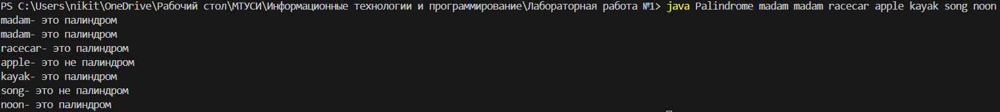 PS C:\Users\nikit\OneDrive\Рабочий стол\МТУСИ\Информационные технологии и программирование\Лабораторная работа №1> java Palindrome madam madam racecar apple kayak song noon
madam- это палиндром
madam- это палиндром
racecar- это палиндром
apple- это не палиндром
kayak- это палиндром
song- это не палиндром
noon- это палиндром